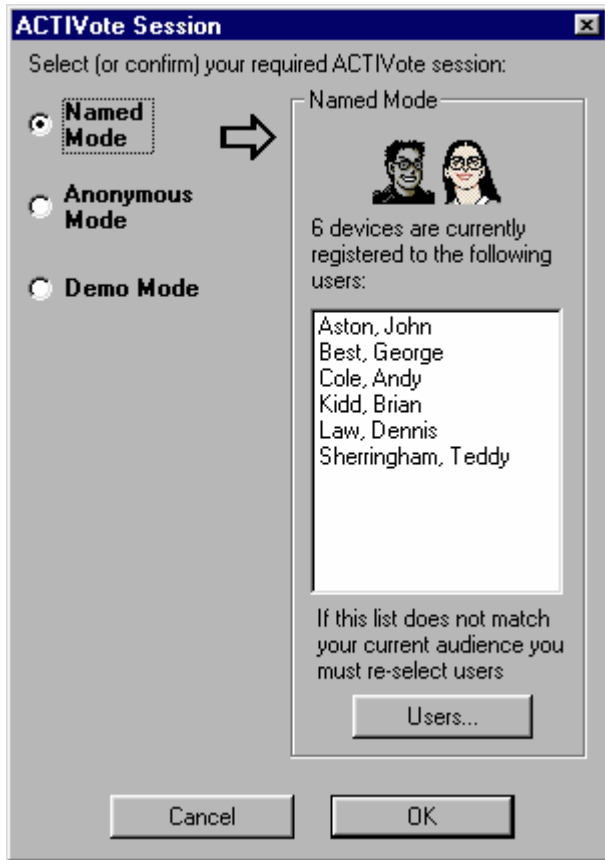 ACTIVote Session
Select (or confirm) your required ACTIVote session:
Named
Mode
Anonymous
Mode
Demo Mode
Named Mode
6 devices are currently
registered to the following
users:
Aston, John
Best, George
Cole, Andy
Kidd, Brian
Law, Dennis
Sherringham, Teddy
If this list does not match
your current audience you
must re-select users
Users...
Cancel
OK